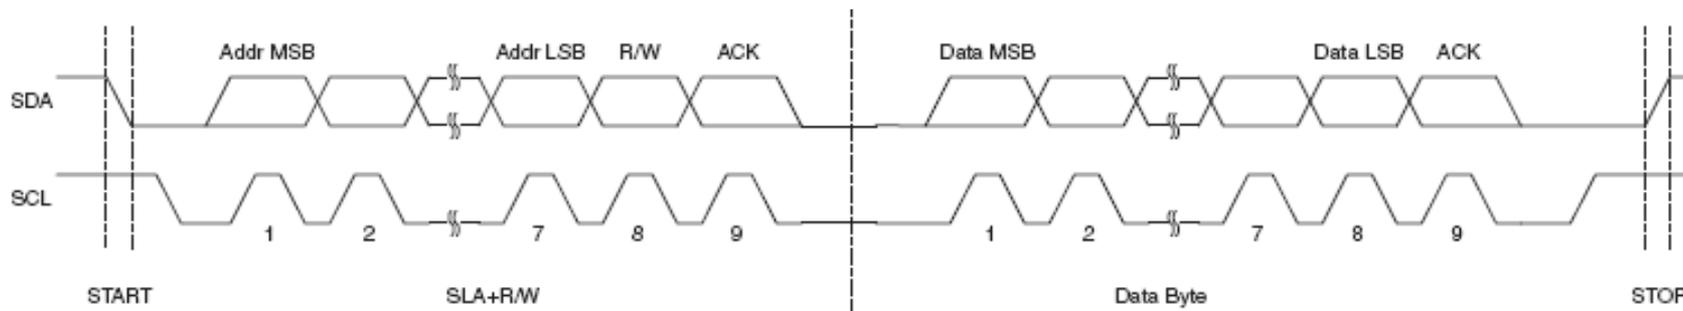 Addr MSB Addr LSB R/W ACK Data MSB Data LSB ACK
SDA
SCL
1 2 7 8 9 1 2 7 8 9
START SLA+R/W Data Byte STOP